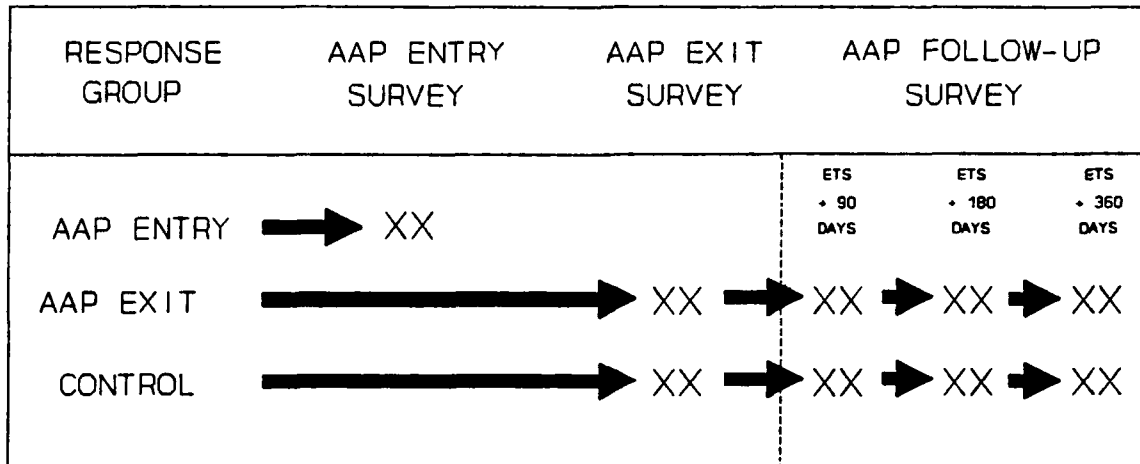 RESPONSE GROUP
AAP ENTRY SURVEY
AAP EXIT SURVEY
AAP FOLLOW-UP SURVEY
ETS + 90 DAYS
ETS + 180 DAYS
ETS + 360 DAYS
AAP ENTRY XX
AAP EXIT XX XX XX XX
CONTROL XX XX XX XX